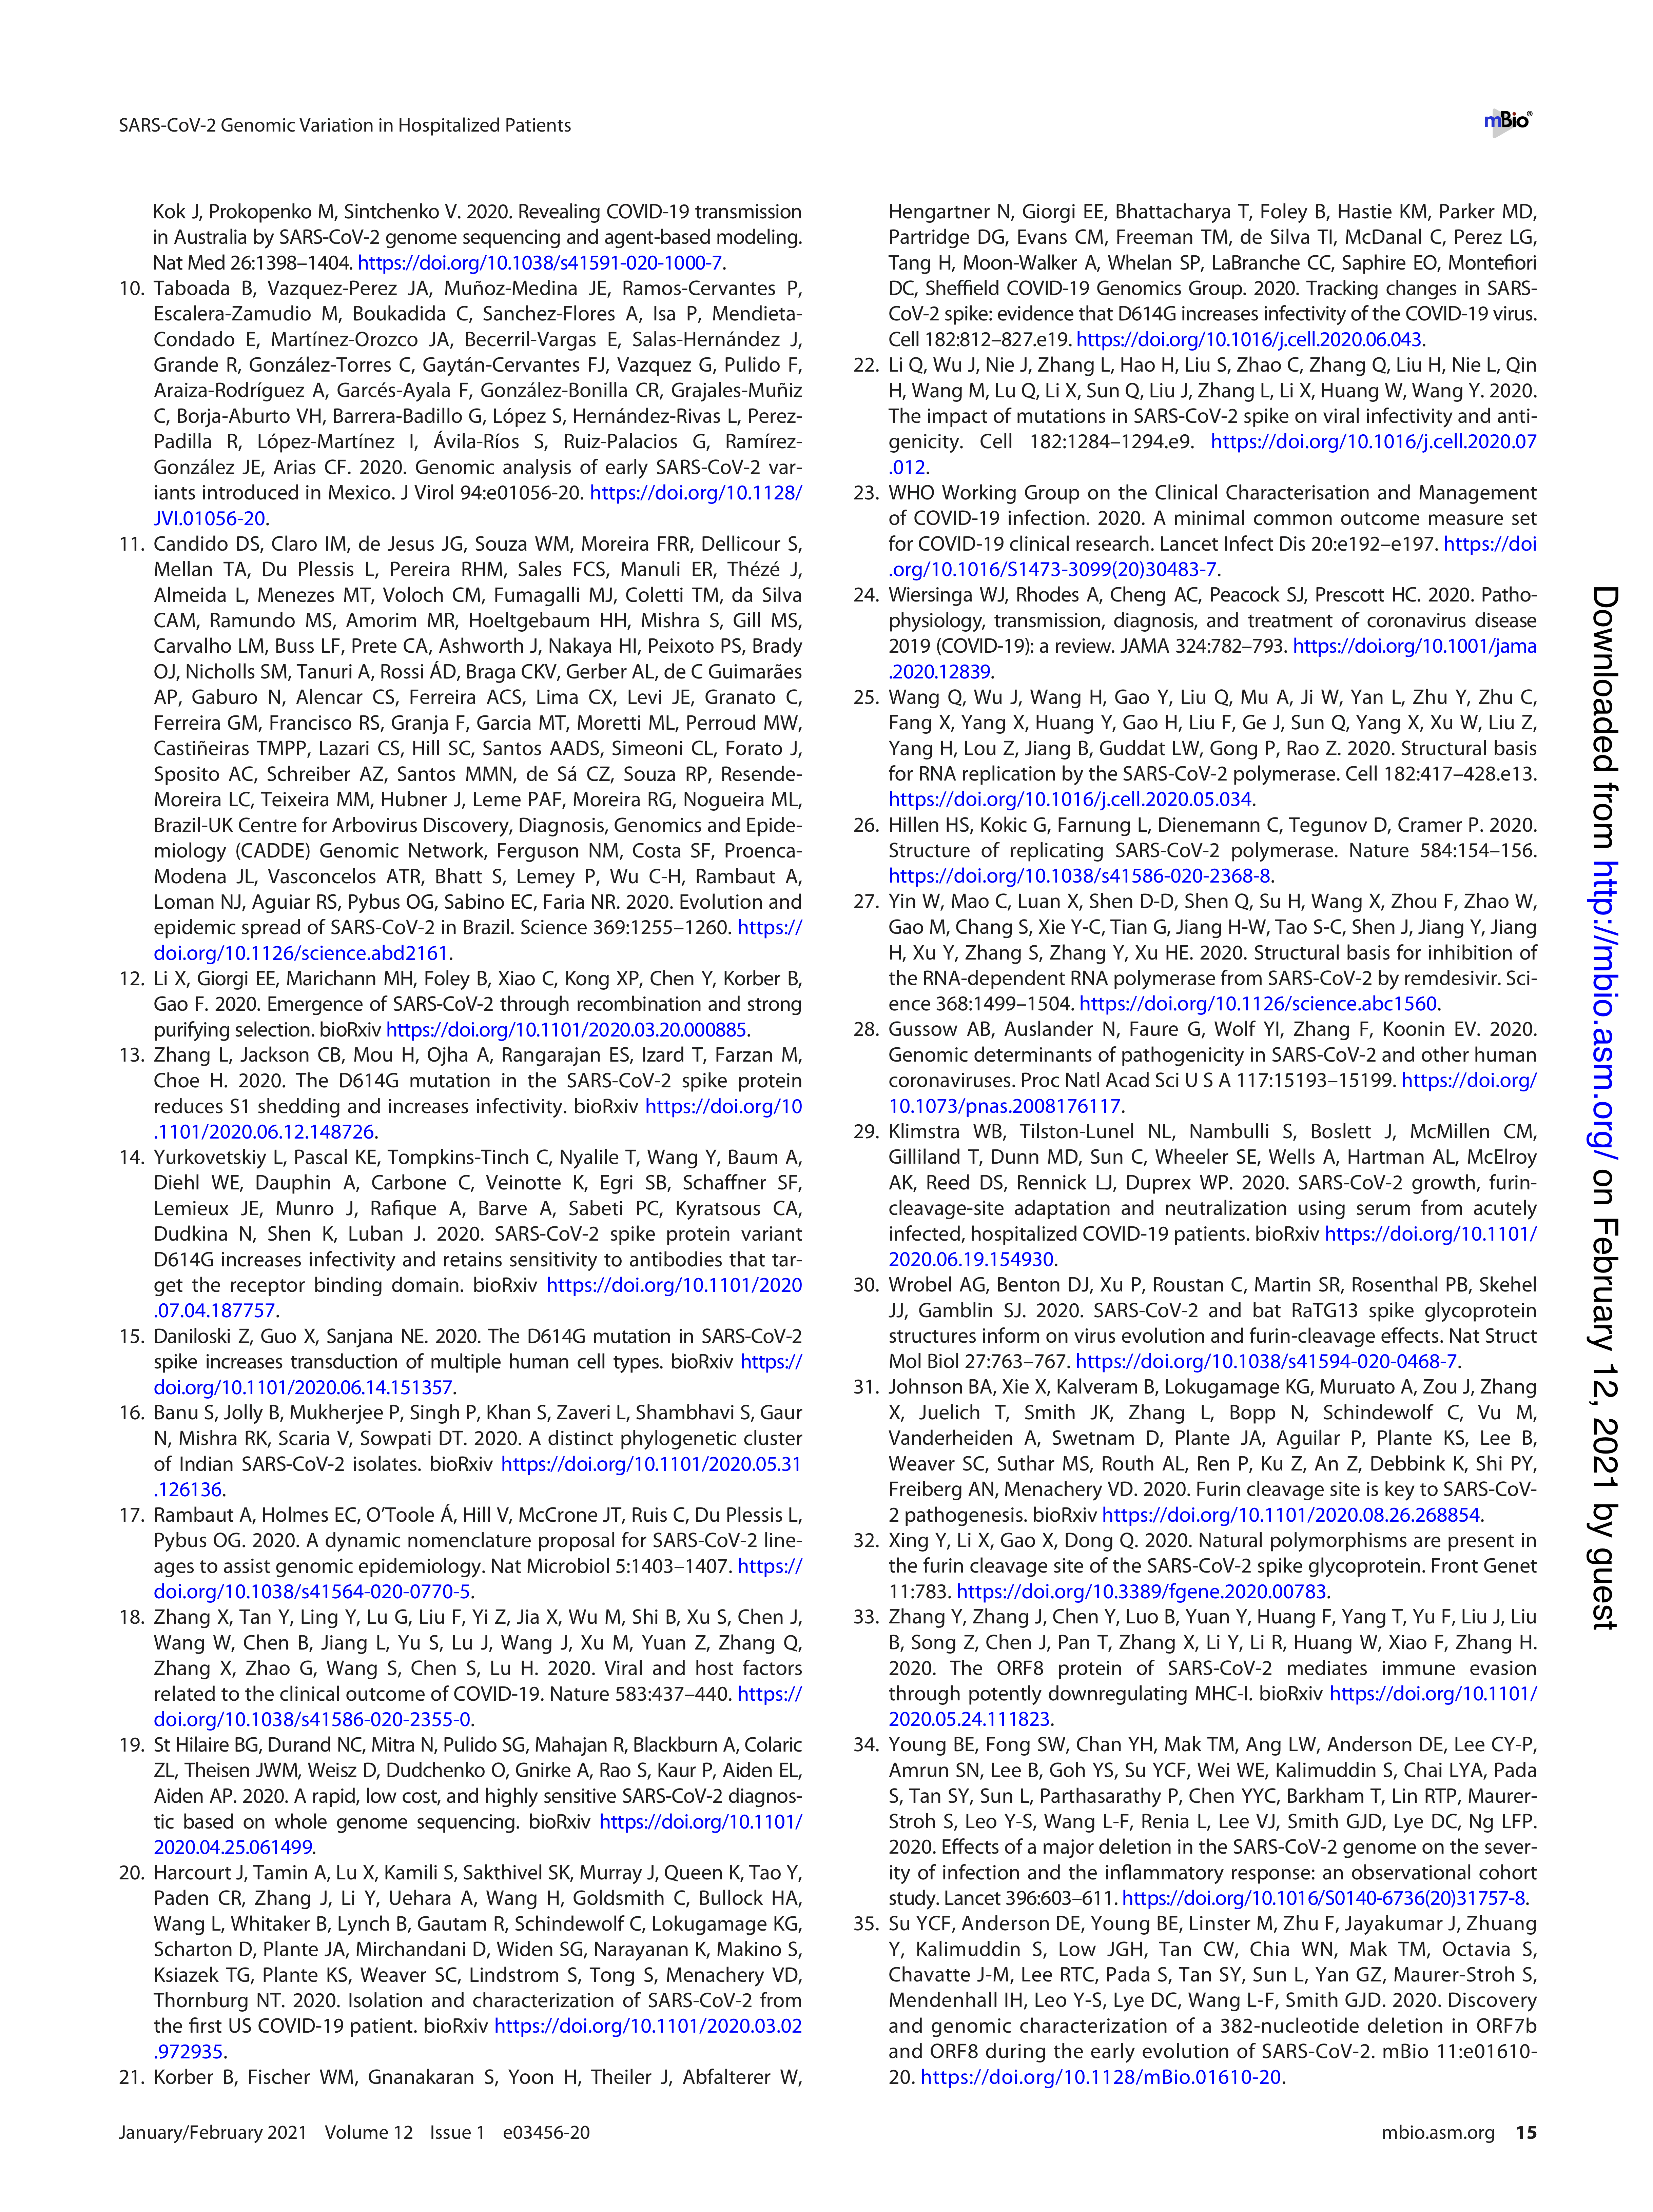 SARS-CoV-2 Genomic Variation in Hospitalized Patients
mBio®
Kok J, Prokopenko M, Sintchenko V. 2020. Revealing COVID-19 transmission
in Australia by SARS-CoV-2 genome sequencing and agent-based modeling.
Nat Med 26:1398–1404. https://doi.org/10.1038/s41591-020-1000-7.
10. Taboada B, Vazquez-Perez JA, Muñoz-Medina JE, Ramos-Cervantes P,
Escalera-Zamudio M, Boukadida C, Sanchez-Flores A, Isa P, Mendieta-
Condado E, Martínez-Orozco JA, Becerril-Vargas E, Salas-Hernández J,
Grande R, González-Torres C, Gaytán-Cervantes FJ, Vazquez G, Pulido F,
Araiza-Rodríguez A, Garcés-Ayala F, González-Bonilla CR, Grajales-Muñiz
C, Borja-Aburto VH, Barrera-Badillo G, López S, Hernández-Rivas L, Perez-
Padilla R, López-Martínez I, Ávila-Ríos S, Ruiz-Palacios G, Ramírez-
González JE, Arias CF. 2020. Genomic analysis of early SARS-CoV-2 var-
iants introduced in Mexico. J Virol 94:e01056-20. https://doi.org/10.1128/
JVI.01056-20.
11. Candido DS, Claro IM, de Jesus JG, Souza WM, Moreira FRR, Dellicour S,
Mellan TA, Du Plessis L, Pereira RHM, Sales FCS, Manuli ER, Thézé J,
Almeida L, Menezes MT, Voloch CM, Fumagalli MJ, Coletti TM, da Silva
CAM, Ramundo MS, Amorim MR, Hoeltgebaum HH, Mishra S, Gill MS,
Carvalho LM, Buss LF, Prete CA, Ashworth J, Nakaya HI, Peixoto PS, Brady
OJ, Nicholls SM, Tanuri A, Rossi ÁD, Braga CKV, Gerber AL, de C Guimarães
AP, Gaburo N, Alencar CS, Ferreira ACS, Lima CX, Levi JE, Granato C,
Ferreira GM, Francisco RS, Granja F, Garcia MT, Moretti ML, Perroud MW,
Castiñeiras TMPP, Lazari CS, Hill SC, Santos AADS, Simeoni CL, Forato J,
Sposito AC, Schreiber AZ, Santos MMN, de Sá CZ, Souza RP, Resende-
Moreira LC, Teixeira MM, Hubner J, Leme PAF, Moreira RG, Nogueira ML,
Brazil-UK Centre for Arbovirus Discovery, Diagnosis, Genomics and Epide-
miology (CADDE) Genomic Network, Ferguson NM, Costa SF, Proenca-
Modena JL, Vasconcelos ATR, Bhatt S, Lemey P, Wu C-H, Rambaut A,
Loman NJ, Aguiar RS, Pybus OG, Sabino EC, Faria NR. 2020. Evolution and
epidemic spread of SARS-CoV-2 in Brazil. Science 369:1255–1260. https://
doi.org/10.1126/science.abd2161.
12. Li X, Giorgi EE, Marichann MH, Foley B, Xiao C, Kong XP, Chen Y, Korber B,
Gao F. 2020. Emergence of SARS-CoV-2 through recombination and strong
purifying selection. bioRxiv https://doi.org/10.1101/2020.03.20.000885.
13. Zhang L, Jackson CB, Mou H, Ojha A, Rangarajan ES, Izard T, Farzan M,
Choe H. 2020. The D614G mutation in the SARS-CoV-2 spike protein
reduces S1 shedding and increases infectivity. bioRxiv https://doi.org/10
.1101/2020.06.12.148726.
14. Yurkovetskiy L, Pascal KE, Tompkins-Tinch C, Nyalile T, Wang Y, Baum A,
Diehl WE, Dauphin A, Carbone C, Veinotte K, Egri SB, Schaffner SF,
Lemieux JE, Munro J, Rafique A, Barve A, Sabeti PC, Kyratsous CA,
Dudkina N, Shen K, Luban J. 2020. SARS-CoV-2 spike protein variant
D614G increases infectivity and retains sensitivity to antibodies that tar-
get the receptor binding domain. bioRxiv https://doi.org/10.1101/2020
.07.04.187757.
15. Daniloski Z, Guo X, Sanjana NE. 2020. The D614G mutation in SARS-CoV-2
spike increases transduction of multiple human cell types. bioRxiv https://
doi.org/10.1101/2020.06.14.151357.
16. Banu S, Jolly B, Mukherjee P, Singh P, Khan S, Zaveri L, Shambhavi S, Gaur
N, Mishra RK, Scaria V, Sowpati DT. 2020. A distinct phylogenetic cluster
of Indian SARS-CoV-2 isolates. bioRxiv https://doi.org/10.1101/2020.05.31
.126136.
17. Rambaut A, Holmes EC, O’Toole Á, Hill V, McCrone JT, Ruis C, Du Plessis L,
Pybus OG. 2020. A dynamic nomenclature proposal for SARS-CoV-2 line-
ages to assist genomic epidemiology. Nat Microbiol 5:1403–1407. https://
doi.org/10.1038/s41564-020-0770-5.
18. Zhang X, Tan Y, Ling Y, Lu G, Liu F, Yi Z, Jia X, Wu M, Shi B, Xu S, Chen J,
Wang W, Chen B, Jiang L, Yu S, Lu J, Wang J, Xu M, Yuan Z, Zhang Q,
Zhang X, Zhao G, Wang S, Chen S, Lu H. 2020. Viral and host factors
related to the clinical outcome of COVID-19. Nature 583:437–440. https://
doi.org/10.1038/s41586-020-2355-0.
19. St Hilaire BG, Durand NC, Mitra N, Pulido SG, Mahajan R, Blackburn A, Colaric
ZL, Theisen JWM, Weisz D, Dudchenko O, Gnirke A, Rao S, Kaur P, Aiden EL,
Aiden AP. 2020. A rapid, low cost, and highly sensitive SARS-CoV-2 diagnos-
tic based on whole genome sequencing. bioRxiv https://doi.org/10.1101/
2020.04.25.061499.
20. Harcourt J, Tamin A, Lu X, Kamili S, Sakthivel SK, Murray J, Queen K, Tao Y,
Paden CR, Zhang J, Li Y, Uehara A, Wang H, Goldsmith C, Bullock HA,
Wang L, Whitaker B, Lynch B, Gautam R, Schindewolf C, Lokugamage KG,
Scharton D, Plante JA, Mirchandani D, Widen SG, Narayanan K, Makino S,
Ksiazek TG, Plante KS, Weaver SC, Lindstrom S, Tong S, Menachery VD,
Thornburg NT. 2020. Isolation and characterization of SARS-CoV-2 from
the first US COVID-19 patient. bioRxiv https://doi.org/10.1101/2020.03.02
.972935.
21. Korber B, Fischer WM, Gnanakaran S, Yoon H, Theiler J, Abfalterer W,
Hengartner N, Giorgi EE, Bhattacharya T, Foley B, Hastie KM, Parker MD,
Partridge DG, Evans CM, Freeman TM, de Silva TI, McDanal C, Perez LG,
Tang H, Moon-Walker A, Whelan SP, LaBranche CC, Saphire EO, Montefiori
DC, Sheffield COVID-19 Genomics Group. 2020. Tracking changes in SARS-
CoV-2 spike: evidence that D614G increases infectivity of the COVID-19 virus.
Cell 182:812–827.e19. https://doi.org/10.1016/j.cell.2020.06.043.
22. Li Q, Wu J, Nie J, Zhang L, Hao H, Liu S, Zhao C, Zhang Q, Liu H, Nie L, Qin
H, Wang M, Lu Q, Li X, Sun Q, Liu J, Zhang L, Li X, Huang W, Wang Y. 2020.
The impact of mutations in SARS-CoV-2 spike on viral infectivity and anti-
genicity. Cell 182:1284–1294.e9. https://doi.org/10.1016/j.cell.2020.07
.012.
23. WHO Working Group on the Clinical Characterisation and Management
of COVID-19 infection. 2020. A minimal common outcome measure set
for COVID-19 clinical research. Lancet Infect Dis 20:e192–e197. https://doi
.org/10.1016/S1473-3099(20)30483-7.
24. Wiersinga WJ, Rhodes A, Cheng AC, Peacock SJ, Prescott HC. 2020. Patho-
physiology, transmission, diagnosis, and treatment of coronavirus disease
2019 (COVID-19): a review. JAMA 324:782–793. https://doi.org/10.1001/jama
.2020.12839.
25. Wang Q, Wu J, Wang H, Gao Y, Liu Q, Mu A, Ji W, Yan L, Zhu Y, Zhu C,
Fang X, Yang X, Huang Y, Gao H, Liu F, Ge J, Sun Q, Yang X, Xu W, Liu Z,
Yang H, Lou Z, Jiang B, Guddat LW, Gong P, Rao Z. 2020. Structural basis
for RNA replication by the SARS-CoV-2 polymerase. Cell 182:417–428.e13.
https://doi.org/10.1016/j.cell.2020.05.034.
26. Hillen HS, Kokic G, Farnung L, Dienemann C, Tegunov D, Cramer P. 2020.
Structure of replicating SARS-CoV-2 polymerase. Nature 584:154–156.
https://doi.org/10.1038/s41586-020-2368-8.
27. Yin W, Mao C, Luan X, Shen D-D, Shen Q, Su H, Wang X, Zhou F, Zhao W,
Gao M, Chang S, Xie Y-C, Tian G, Jiang H-W, Tao S-C, Shen J, Jiang Y, Jiang
H, Xu Y, Zhang S, Zhang Y, Xu HE. 2020. Structural basis for inhibition of
the RNA-dependent RNA polymerase from SARS-CoV-2 by remdesivir. Sci-
ence 368:1499–1504. https://doi.org/10.1126/science.abc1560.
28. Gussow AB, Auslander N, Faure G, Wolf YI, Zhang F, Koonin EV. 2020.
Genomic determinants of pathogenicity in SARS-CoV-2 and other human
coronaviruses. Proc Natl Acad Sci U S A 117:15193–15199. https://doi.org/
10.1073/pnas.2008176117.
29. Klimstra WB, Tilston-Lunel NL, Nambulli S, Boslett J, McMillen CM,
Gilliland T, Dunn MD, Sun C, Wheeler SE, Wells A, Hartman AL, McElroy
AK, Reed DS, Rennick LJ, Duprex WP. 2020. SARS-CoV-2 growth, furin-
cleavage-site adaptation and neutralization using serum from acutely
infected, hospitalized COVID-19 patients. bioRxiv https://doi.org/10.1101/
2020.06.19.154930.
30. Wrobel AG, Benton DJ, Xu P, Roustan C, Martin SR, Rosenthal PB, Skehel
JJ, Gamblin SJ. 2020. SARS-CoV-2 and bat RaTG13 spike glycoprotein
structures inform on virus evolution and furin-cleavage effects. Nat Struct
Mol Biol 27:763–767. https://doi.org/10.1038/s41594-020-0468-7.
31. Johnson BA, Xie X, Kalveram B, Lokugamage KG, Muruato A, Zou J, Zhang
X, Juelich T, Smith JK, Zhang L, Bopp N, Schindewolf C, Vu M,
Vanderheiden A, Swetnam D, Plante JA, Aguilar P, Plante KS, Lee B,
Weaver SC, Suthar MS, Routh AL, Ren P, Ku Z, An Z, Debbink K, Shi PY,
Freiberg AN, Menachery VD. 2020. Furin cleavage site is key to SARS-CoV-
2 pathogenesis. bioRxiv https://doi.org/10.1101/2020.08.26.268854.
32. Xing Y, Li X, Gao X, Dong Q. 2020. Natural polymorphisms are present in
the furin cleavage site of the SARS-CoV-2 spike glycoprotein. Front Genet
11:783. https://doi.org/10.3389/fgene.2020.00783.
33. Zhang Y, Zhang J, Chen Y, Luo B, Yuan Y, Huang F, Yang T, Yu F, Liu J, Liu
B, Song Z, Chen J, Pan T, Zhang X, Li Y, Li R, Huang W, Xiao F, Zhang H.
2020. The ORF8 protein of SARS-CoV-2 mediates immune evasion
through potently downregulating MHC-I. bioRxiv https://doi.org/10.1101/
2020.05.24.111823.
34. Young BE, Fong SW, Chan YH, Mak TM, Ang LW, Anderson DE, Lee CY-P,
Amrun SN, Lee B, Goh YS, Su YCF, Wei WE, Kalimuddin S, Chai LYA, Pada
S, Tan SY, Sun L, Parthasarathy P, Chen YYC, Barkham T, Lin RTP, Maurer-
Stroh S, Leo Y-S, Wang L-F, Renia L, Lee VJ, Smith GJD, Lye DC, Ng LFP.
2020. Effects of a major deletion in the SARS-CoV-2 genome on the sever-
ity of infection and the inflammatory response: an observational cohort
study. Lancet 396:603–611. https://doi.org/10.1016/S0140-6736(20)31757-8.
35. Su YCF, Anderson DE, Young BE, Linster M, Zhu F, Jayakumar J, Zhuang
Y, Kalimuddin S, Low JGH, Tan CW, Chia WN, Mak TM, Octavia S,
Chavatte J-M, Lee RTC, Pada S, Tan SY, Sun L, Yan GZ, Maurer-Stroh S,
Mendenhall IH, Leo Y-S, Lye DC, Wang L-F, Smith GJD. 2020. Discovery
and genomic characterization of a 382-nucleotide deletion in ORF7b
and ORF8 during the early evolution of SARS-CoV-2. mBio 11:e01610-
20. https://doi.org/10.1128/mBio.01610-20.
Downloaded from http://mbio.asm.org/ on February 12, 2021 by guest
January/February 2021 Volume 12 Issue 1 e03456-20
mbio.asm.org 15